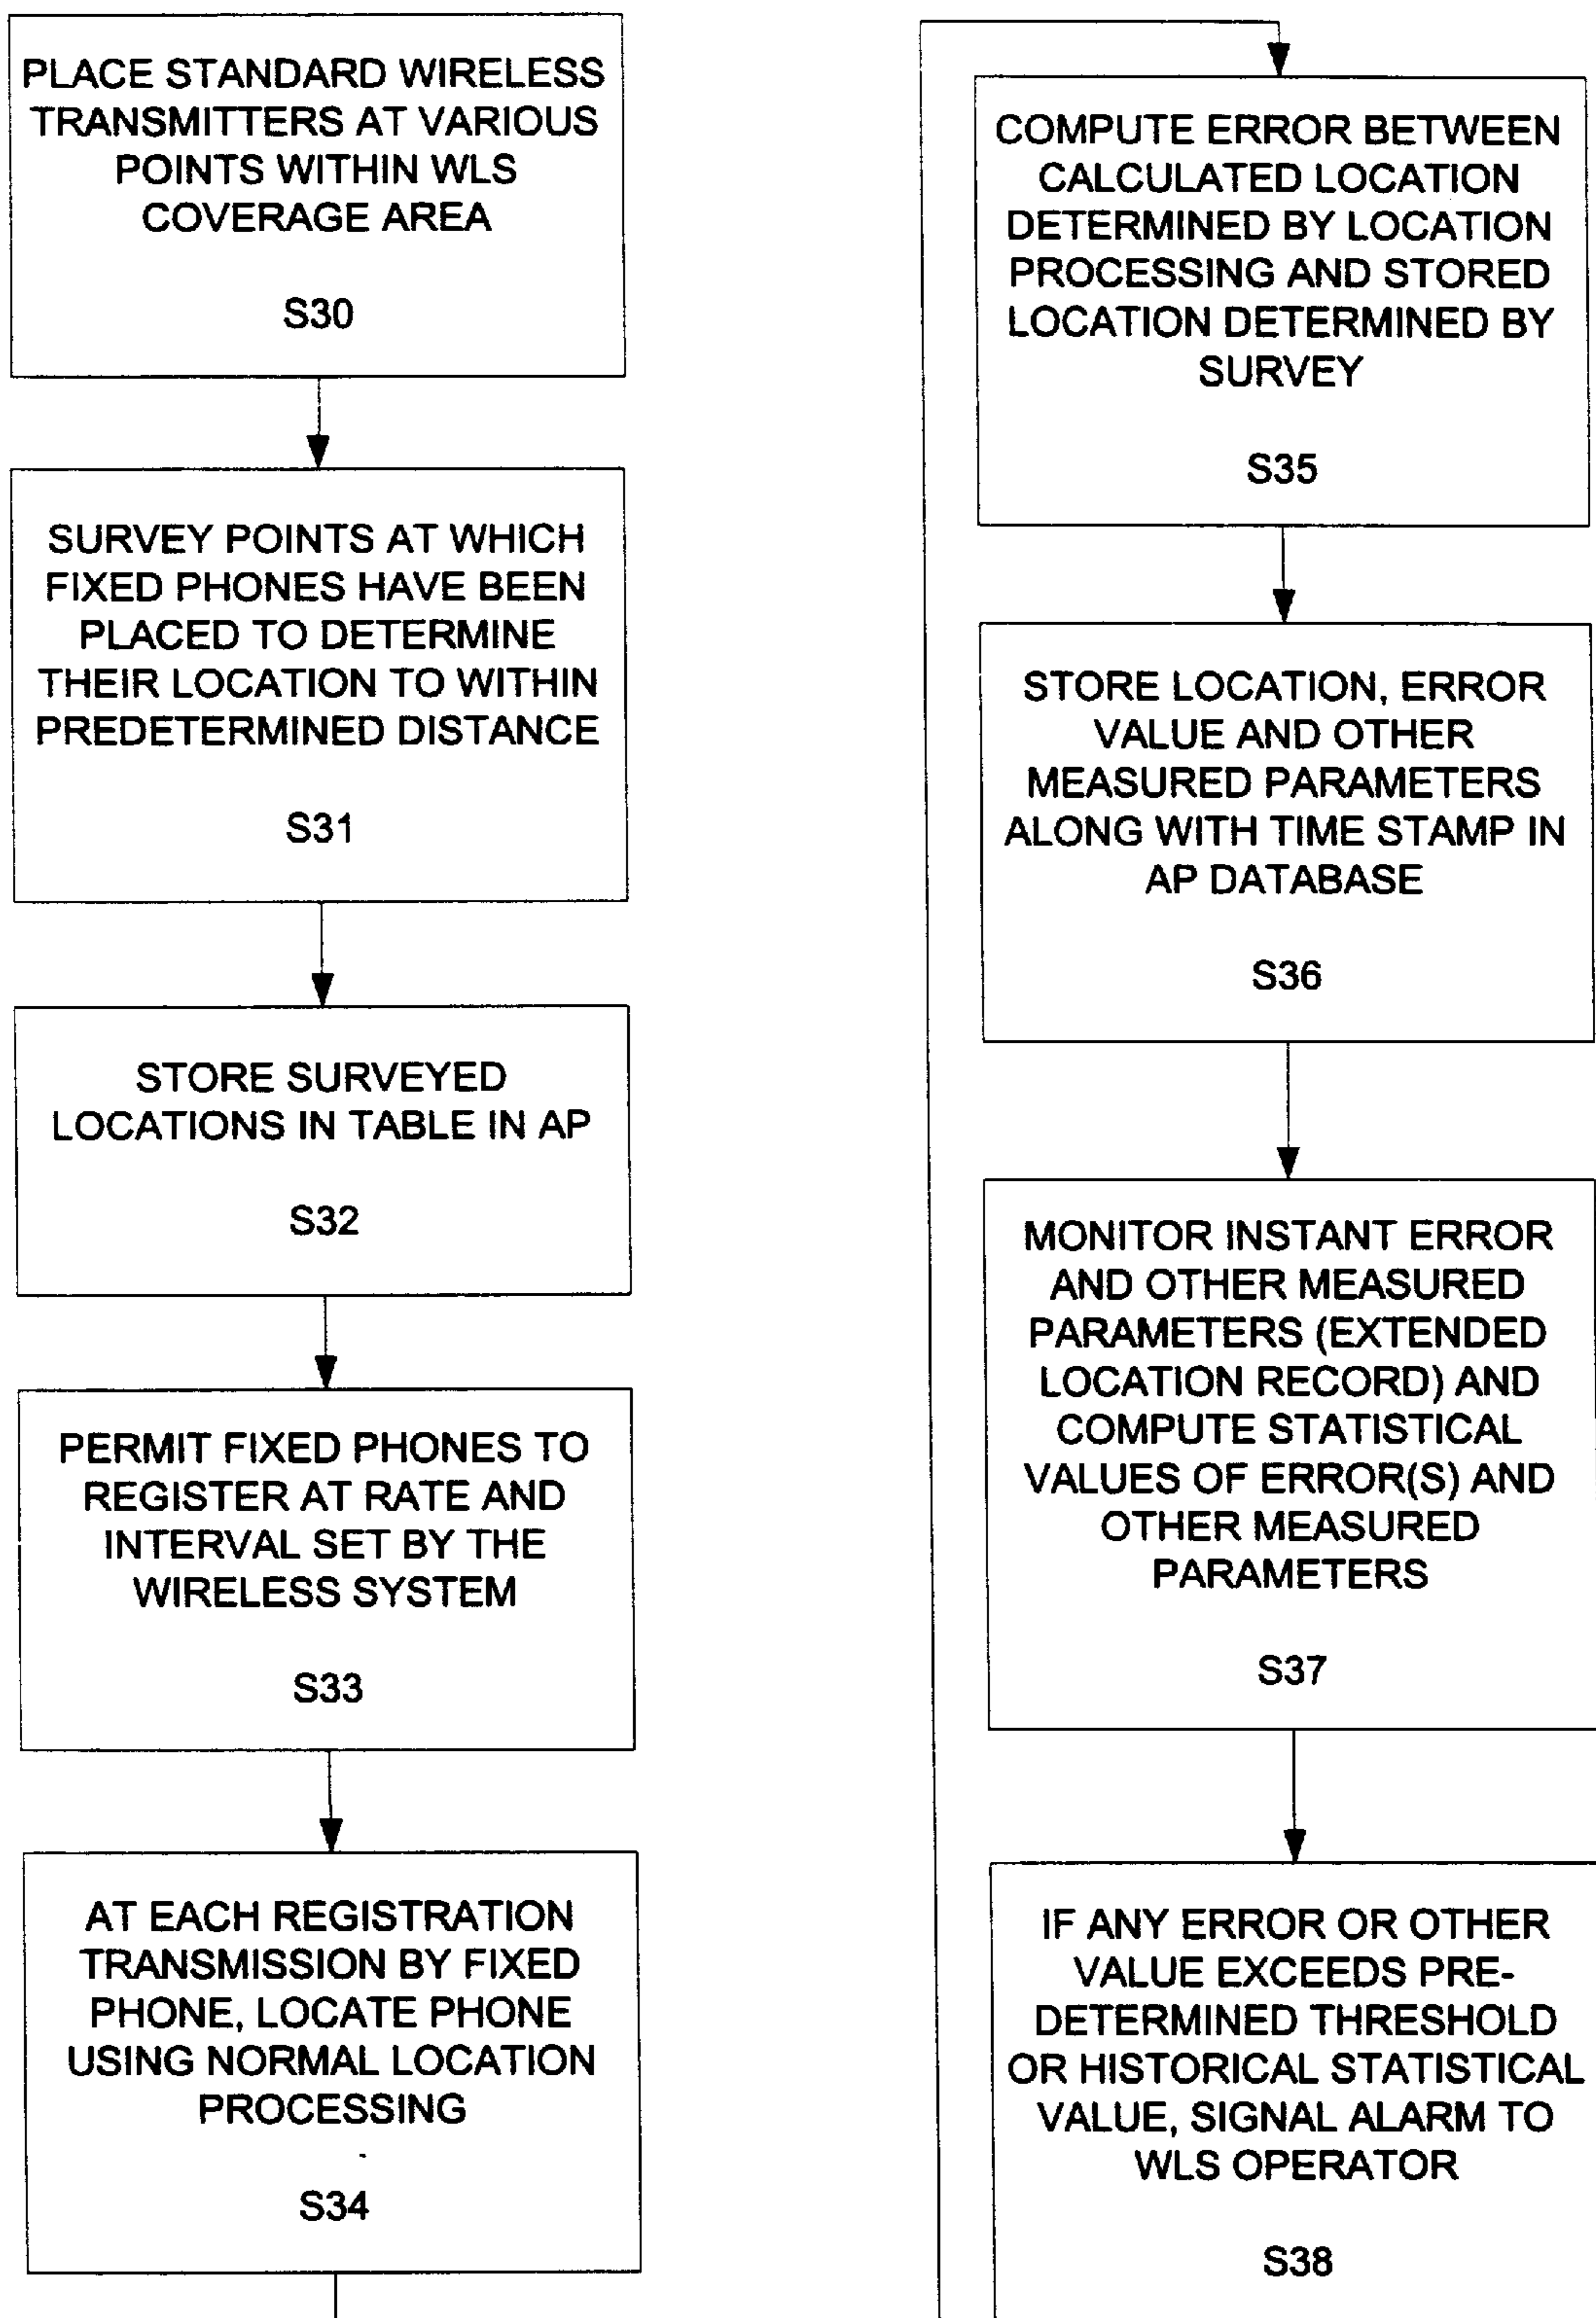 PLACE STANDARD WIRELESS
TRANSMITTERS AT VARIOUS
POINTS WITHIN WLS
COVERAGE AREA
S30
SURVEY POINTS AT WHICH
FIXED PHONES HAVE BEEN
PLACED TO DETERMINE
THEIR LOCATION TO WITHIN
PREDETERMINED DISTANCE
S31
STORE SURVEYED
LOCATIONS IN TABLE IN AP
S32
PERMIT FIXED PHONES TO
REGISTER AT RATE AND
INTERVAL SET BY THE
WIRELESS SYSTEM
S33
AT EACH REGISTRATION
TRANSMISSION BY FIXED
PHONE, LOCATE PHONE
USING NORMAL LOCATION
PROCESSING
S34
COMPUTE ERROR BETWEEN
CALCULATED LOCATION
DETERMINED BY LOCATION
PROCESSING AND STORED
LOCATION DETERMINED BY
SURVEY
S35
STORE LOCATION, ERROR
VALUE AND OTHER
MEASURED PARAMETERS
ALONG WITH TIME STAMP IN
AP DATABASE
S36
MONITOR INSTANT ERROR
AND OTHER MEASURED
PARAMETERS (EXTENDED
LOCATION RECORD) AND
COMPUTE STATISTICAL
VALUES OF ERROR(S) AND
OTHER MEASURED
PARAMETERS
S37
IF ANY ERROR OR OTHER
VALUE EXCEEDS PRE-
DETERMINED THRESHOLD
OR HISTORICAL STATISTICAL
VALUE, SIGNAL ALARM TO
WLS OPERATOR
S38